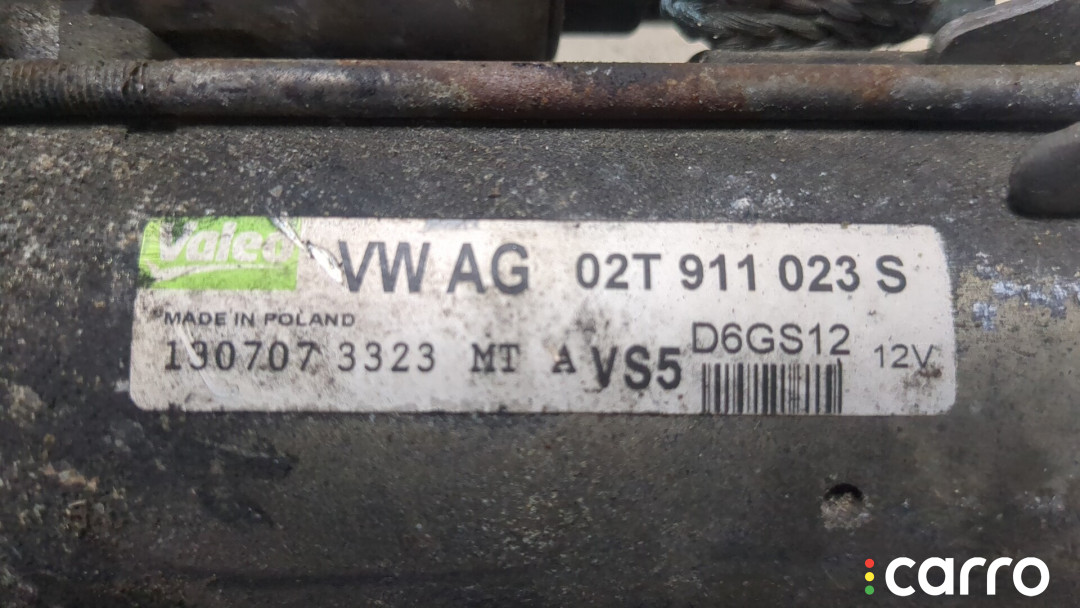 Valeo VW AG 02T 911 023 S
MADE IN POLAND
130707 3323 MT A VS5 D6GS12 12V
carro